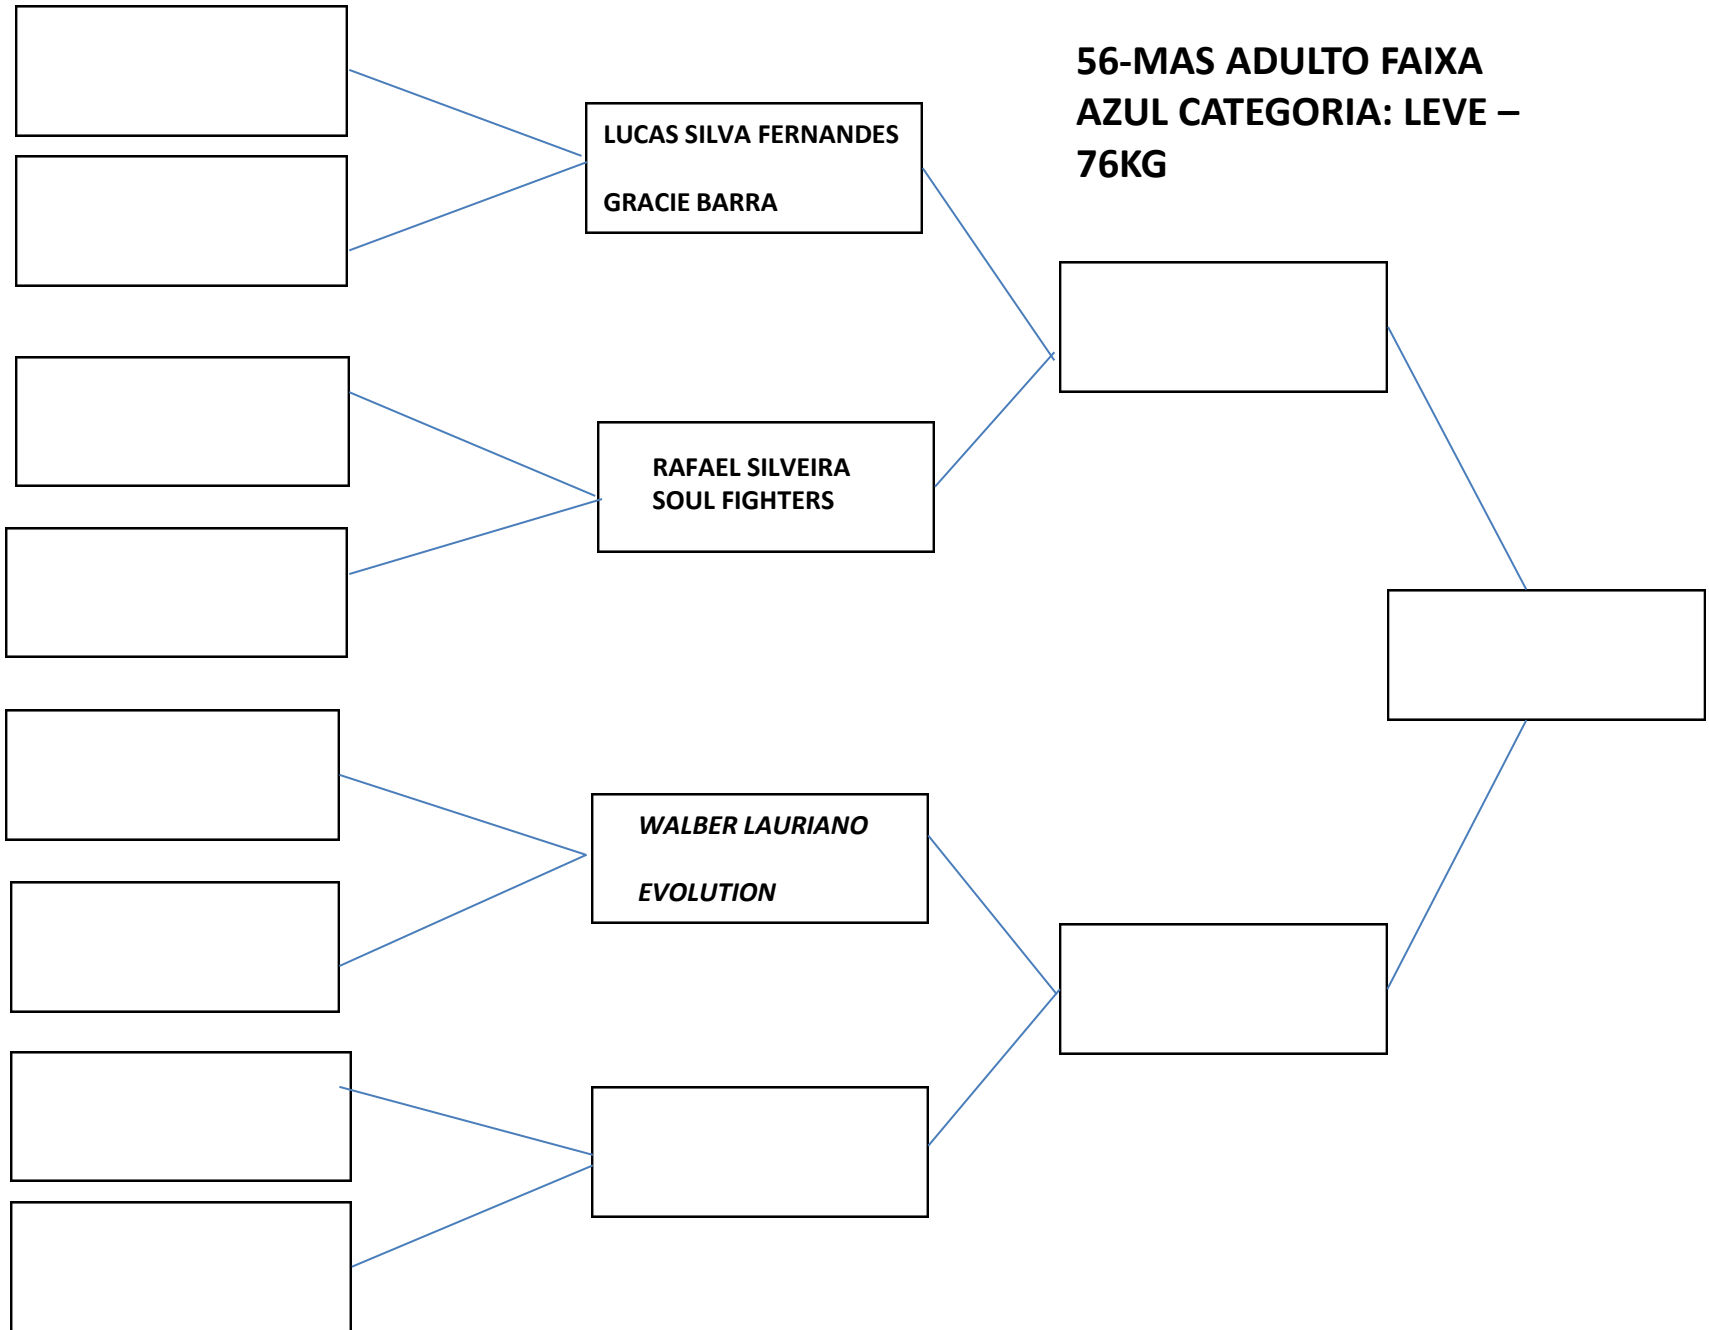 56-MAS ADULTO FAIXA
AZUL CATEGORIA: LEVE –
76KG
LUCAS SILVA FERNANDES
GRACIE BARRA
RAFAEL SILVEIRA
SOUL FIGHTERS
WALBER LAURIANO
EVOLUTION